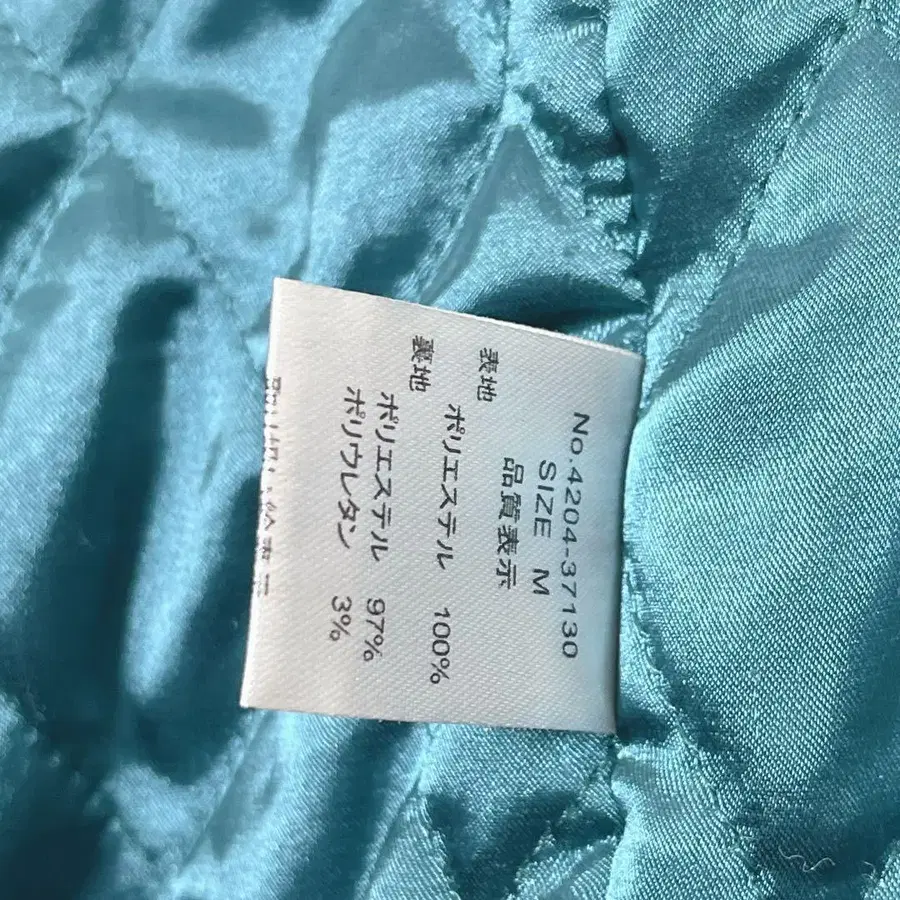 No.4204-37130
SIZE M
品質表示
表地
ポリエステル 100%
裏地
ポリエステル 97%
ポリウレタン 3%